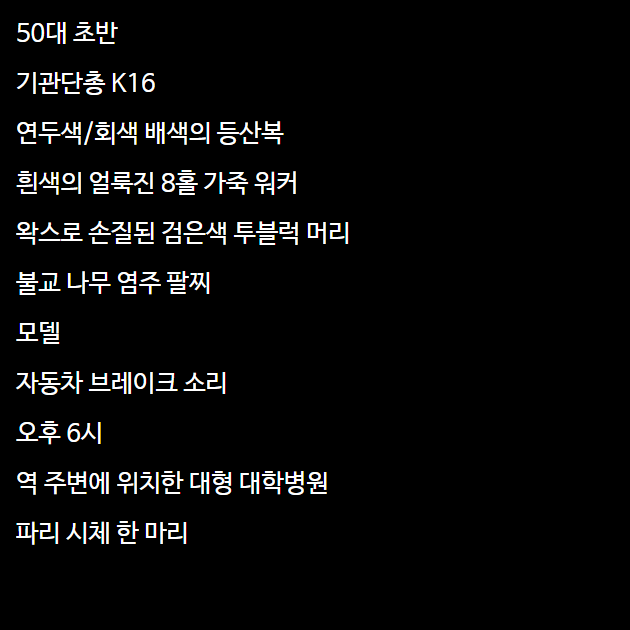 50대 초반
기관단총 K16
연두색/회색 배색의 등산복
흰색의 얼룩진 8홀 가죽 워커
왁스로 손질된 검은색 투블럭 머리
불교 나무 염주 팔찌
모델
자동차 브레이크 소리
오후 6시
역 주변에 위치한 대형 대학병원
파리 시체 한 마리